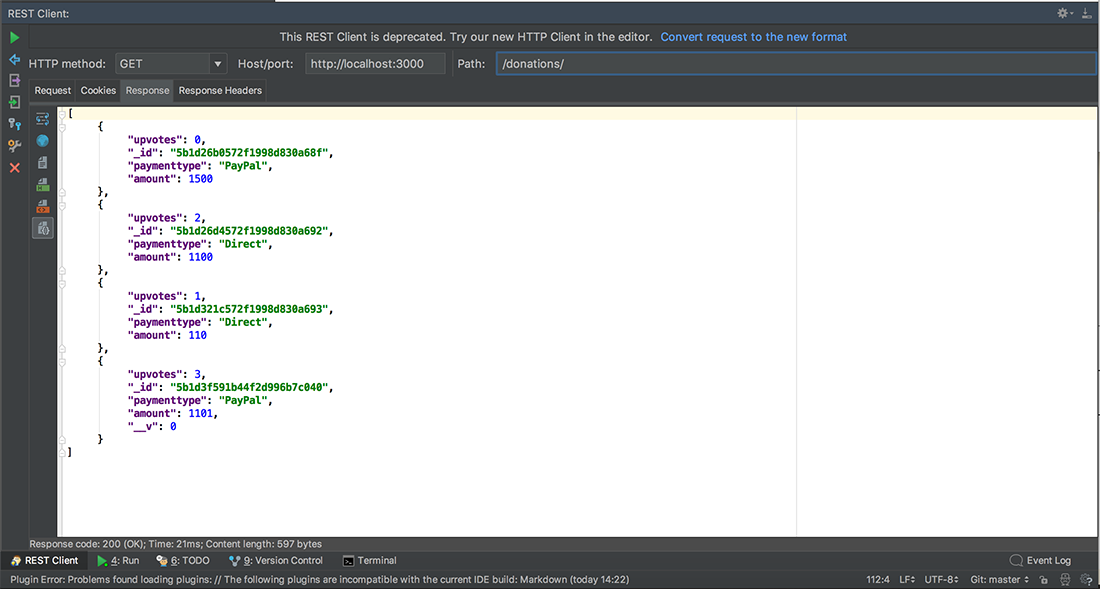 REST Client:
This REST Client is deprecated. Try our new HTTP Client in the editor. Convert request to the new format
HTTP method: GET Host/port: http://localhost:3000 Path: /donations/
Request Cookies Response Response Headers
[
{
"upvotes": 0,
"_id": "5b1d26b0572f1998d830a68f",
"paymenttype": "PayPal",
"amount": 1500
},
{
"upvotes": 2,
"_id": "5b1d26d4572f1998d830a692",
"paymenttype": "Direct",
"amount": 1100
},
{
"upvotes": 1,
"_id": "5b1d321c572f1998d830a693",
"paymenttype": "Direct",
"amount": 110
},
{
"upvotes": 3,
"_id": "5b1d3f591b44f2d996b7c040",
"paymenttype": "PayPal",
"amount": 1101,
"__v": 0
}
]
Response code: 200 (OK); Time: 21ms; Content length: 597 bytes
REST Client 4: Run 6: TODO 9: Version Control Terminal Event Log
Plugin Error: Problems found loading plugins: // The following plugins are incompatible with the current IDE build: Markdown (today 14:22) 112:4 LF UTF-8 Git: master